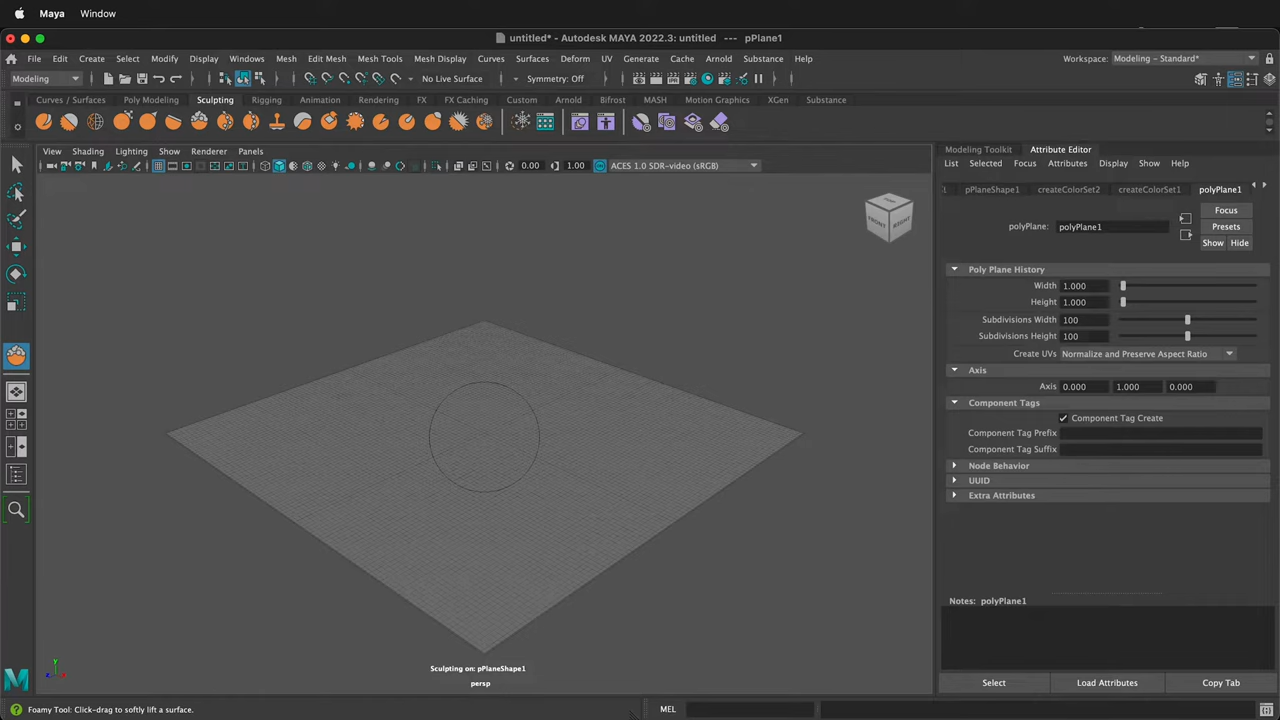 Maya Window
untitled* - Autodesk MAYA 2022.3: untitled --- pPlane1
File Edit Create Select Modify Display Windows Mesh Edit Mesh Mesh Tools Mesh Display Curves Surfaces Deform UV Generate Cache Arnold Substance Help
Workspace: Modeling - Standard*
Modeling No Live Surface Symmetry: Off
Curves / Surfaces Poly Modeling Sculpting Rigging Animation Rendering FX FX Caching Custom Arnold Bifrost MASH Motion Graphics XGen Substance
View Shading Lighting Show Renderer Panels
0.00 1.00 ACES 1.0 SDR-video (sRGB)
FRONT RIGHT
Sculpting on: pPlaneShape1
persp
Modeling Toolkit Attribute Editor
List Selected Focus Attributes Display Show Help
pPlaneShape1 createColorSet2 createColorSet1 polyPlane1
polyPlane: polyPlane1
Focus
Presets
Show Hide
Poly Plane History
Width 1.000
Height 1.000
Subdivisions Width 100
Subdivisions Height 100
Create UVs Normalize and Preserve Aspect Ratio
Axis
Axis 0.000 1.000 0.000
Component Tags
Component Tag Create
Component Tag Prefix
Component Tag Suffix
Node Behavior
UUID
Extra Attributes
Notes: polyPlane1
Select Load Attributes Copy Tab
Foamy Tool: Click-drag to softly lift a surface.
MEL